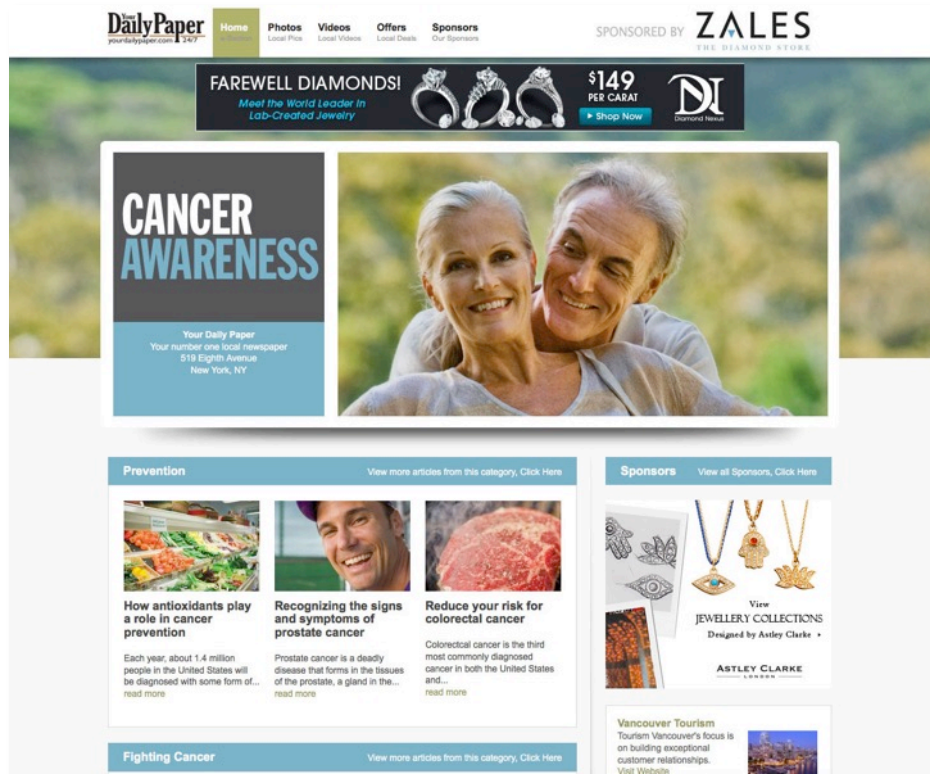 Your
Daily Paper
yourdailypaper.com 24/7
Home
Photos
Local Pics
Videos
Local Videos
Offers
Local Deals
Sponsors
Our Sponsors
SPONSORED BY ZALES
THE DIAMOND STORE
FAREWELL DIAMONDS!
Meet the World Leader in
Lab-Created Jewelry
$149
PER CARAT
Shop Now
DN
Diamond Nexus
CANCER
AWARENESS
Your Daily Paper
Your number one local newspaper
519 Eighth Avenue
New York, NY
Prevention
View more articles from this category, Click Here
How antioxidants play
a role in cancer
prevention
Each year, about 1.4 million
people in the United States will
be diagnosed with some form of...
read more
Recognizing the signs
and symptoms of
prostate cancer
Prostate cancer is a deadly
disease that forms in the tissues
of the prostate, a gland in the...
read more
Reduce your risk for
colorectal cancer
Colorectcal cancer is the third
most commonly diagnosed
cancer in both the United States
and...
read more
Fighting Cancer
View more articles from this category, Click Here
Sponsors
View all Sponsors, Click Here
View
JEWELLERY COLLECTIONS
Designed by Astley Clarke
ASTLEY CLARKE
LONDON
Vancouver Tourism
Tourism Vancouver's focus is
on building exceptional
customer relationships.
Visit Website